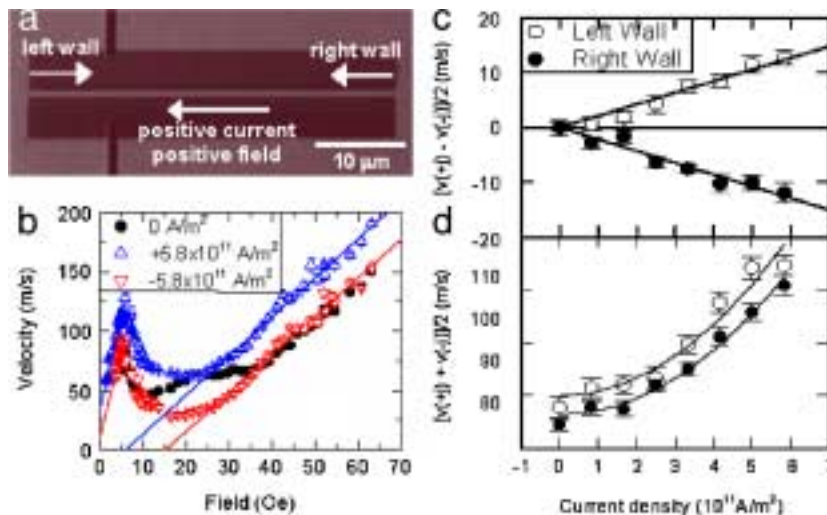 a
left wall
right wall
positive current
positive field
10 μm
b
200
150
100
50
0
Velocity (m/s)
0 A/m²
+5.8x10¹¹ A/m²
-5.8x10¹¹ A/m²
0 10 20 30 40 50 60 70
Field (Oe)
c
20
10
0
-10
-20
[v(+j) - v(-j)]/2 (m/s)
Left Wall
Right Wall
d
110
100
90
80
[v(+j) + v(-j)]/2 (m/s)
-1 0 1 2 3 4 5 6 7
Current density (10¹¹A/m²)